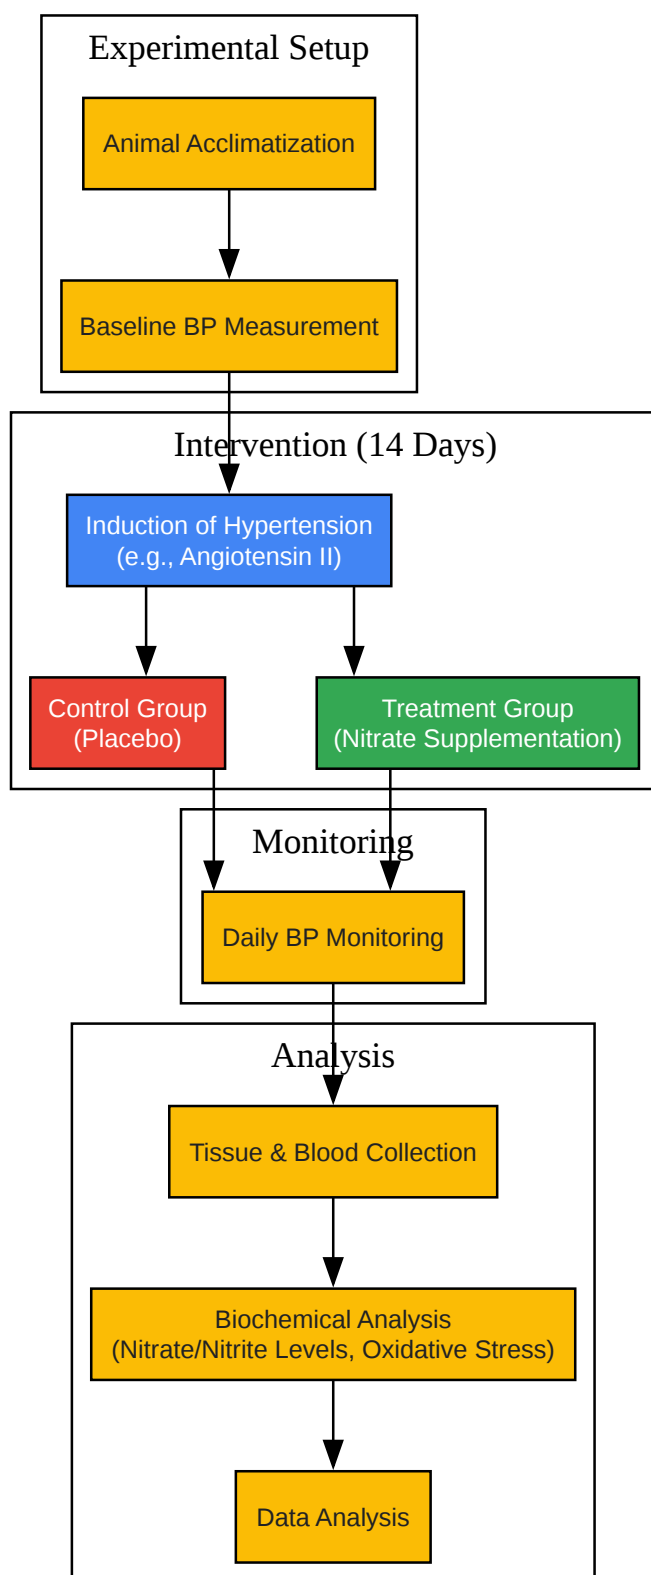 Experimental Setup
Animal Acclimatization
Baseline BP Measurement
Intervention (14 Days)
Induction of Hypertension
(e.g., Angiotensin II)
Control Group
(Placebo)
Treatment Group
(Nitrate Supplementation)
Monitoring
Daily BP Monitoring
Analysis
Tissue & Blood Collection
Biochemical Analysis
(Nitrate/Nitrite Levels, Oxidative Stress)
Data Analysis